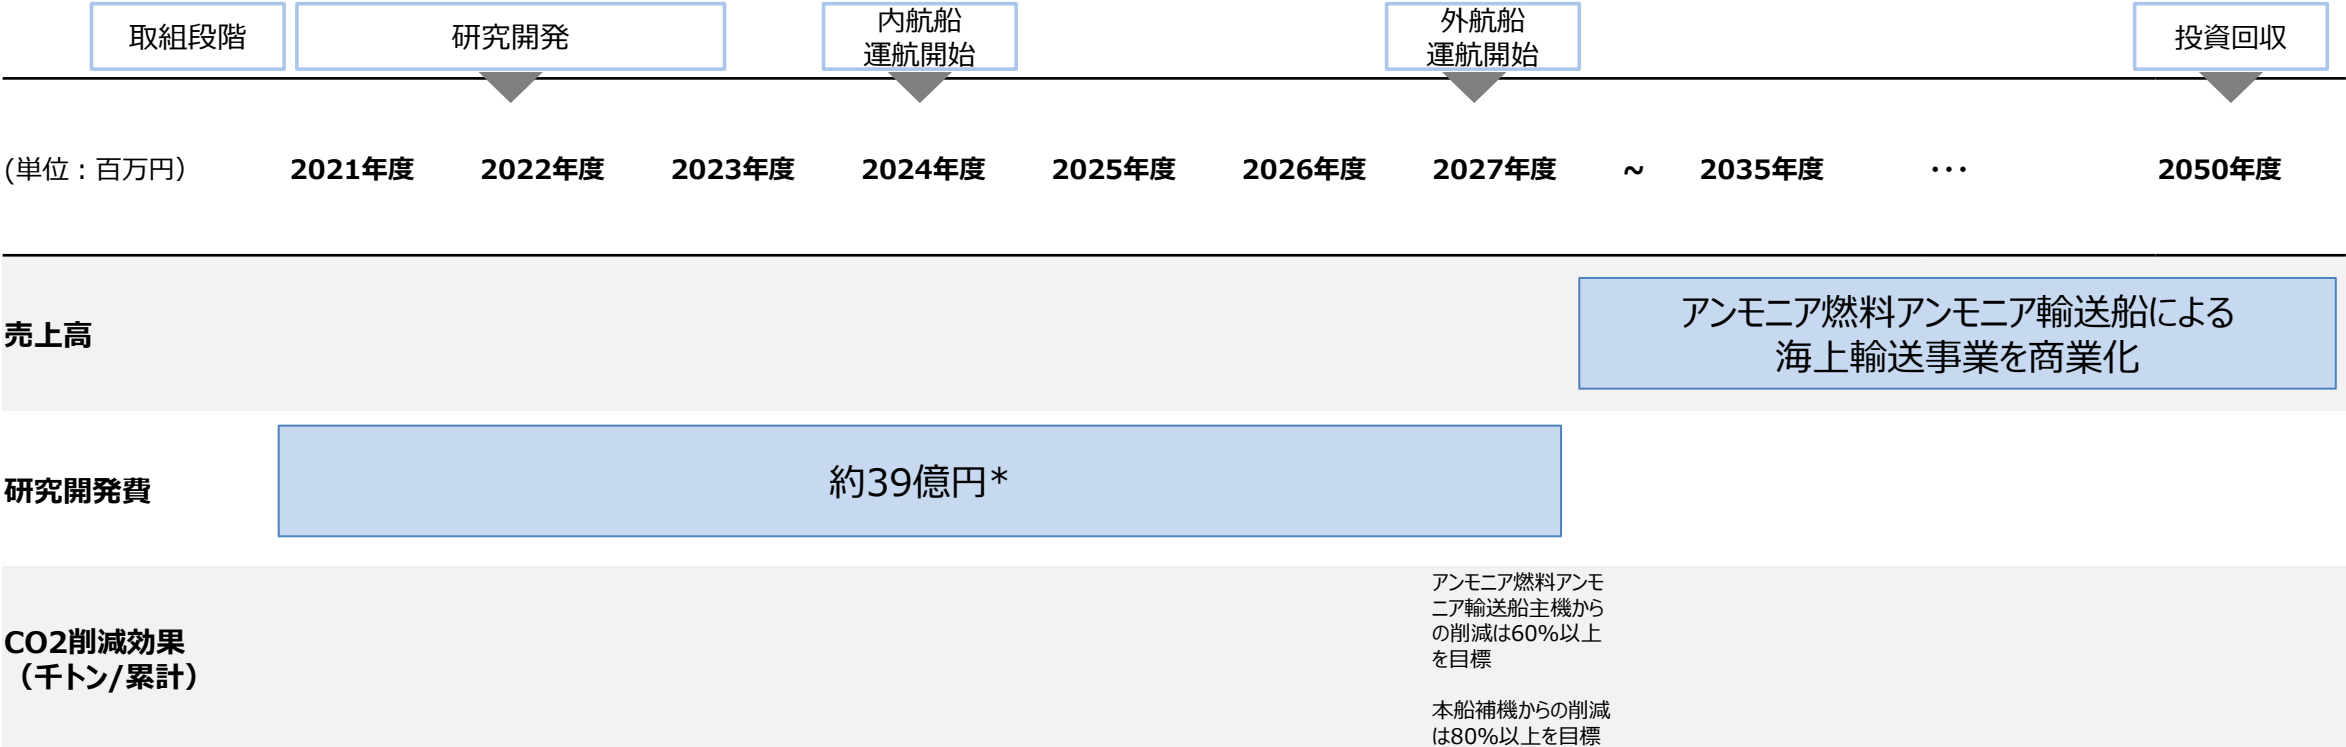 取組段階
研究開発
内航船
運航開始
外航船
運航開始
投資回収
(単位：百万円）
2021年度
2022年度
2023年度
2024年度
2025年度
2026年度
2027年度
~
2035年度
･･･
2050年度
売上高
アンモニア燃料アンモニア輸送船による
海上輸送事業を商業化
研究開発費
約39億円*
CO2削減効果
（千トン/累計）
アンモニア燃料アンモ
ニア輸送船主機から
の削減は60%以上
を目標
本船補機からの削減
は80%以上を目標